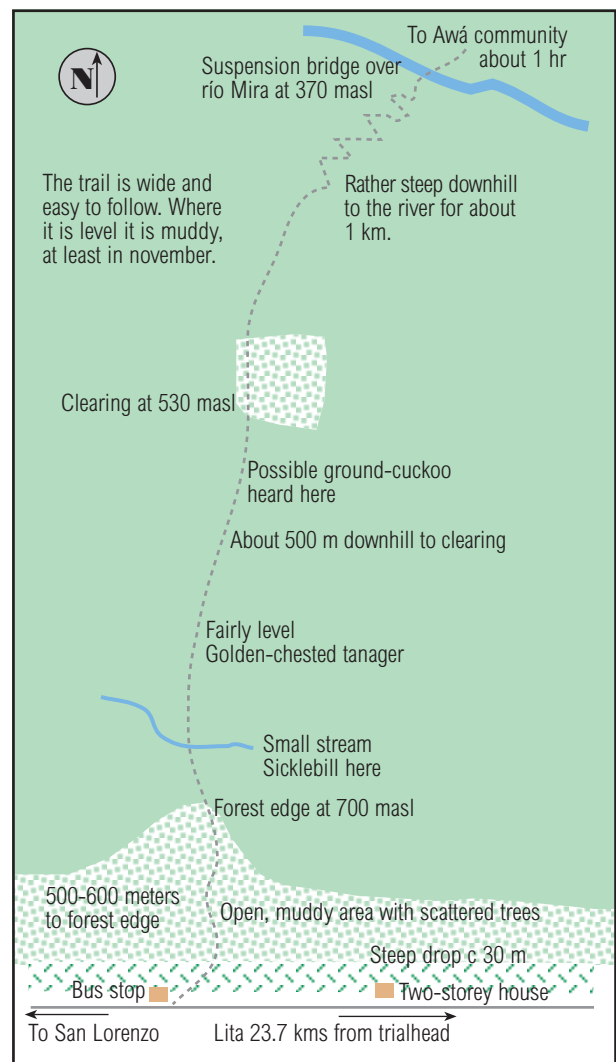 To Awá community
about 1 hr
Suspension bridge over
río Mira at 370 masl
N
The trail is wide and
easy to follow. Where
it is level it is muddy,
at least in november.
Rather steep downhill
to the river for about
1 km.
Clearing at 530 masl
Possible ground-cuckoo
heard here
About 500 m downhill to clearing
Fairly level
Golden-chested tanager
Small stream
Sicklebill here
Forest edge at 700 masl
500-600 meters
to forest edge
Open, muddy area with scattered trees
Steep drop c 30 m
Bus stop
Two-storey house
To San Lorenzo
Lita 23.7 kms from trialhead